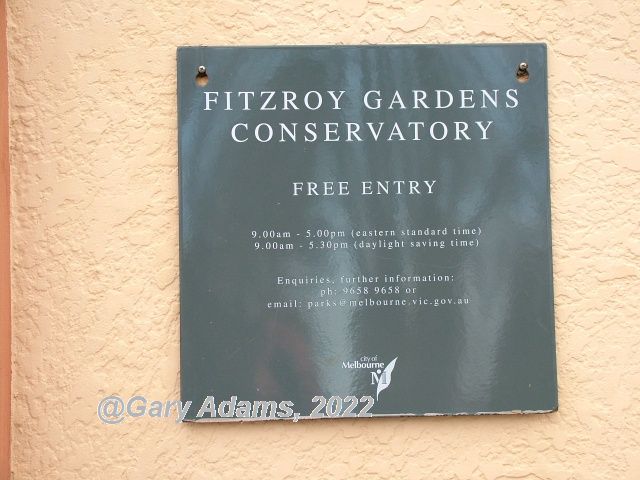 FITZROY GARDENS
CONSERVATORY
FREE ENTRY
9.00am - 5.00pm (eastern standard time)
9.00am - 5.30pm (daylight saving time)
Enquiries, further information:
ph: 9658 9658 or
email: parks@melbourne.vic.gov.au
city of
Melbourne
M
@Gary Adams, 2022